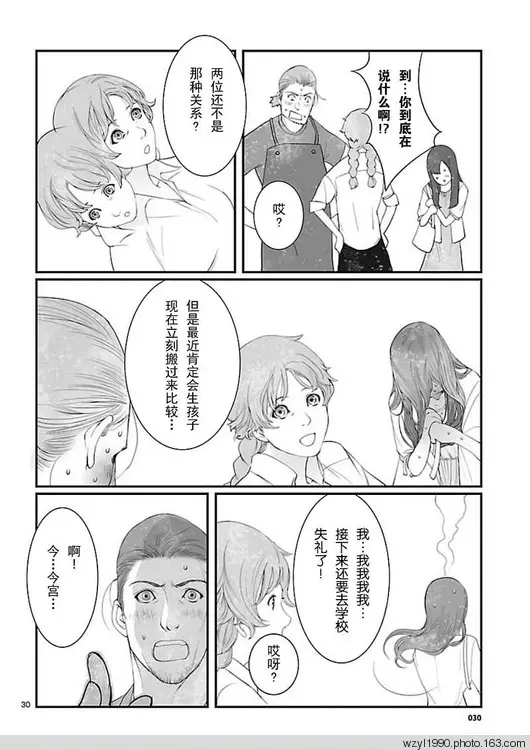 到…你到底在
说什么啊!?
哎?
两位还不是
那种关系?
但是最近肯定会生孩子
现在立刻搬过来比较…
我…我我我我…
接下来还要去学校
失礼了!
哎呀?
啊!
今…今宫!
30
030
wzyl1990.photo.163.com